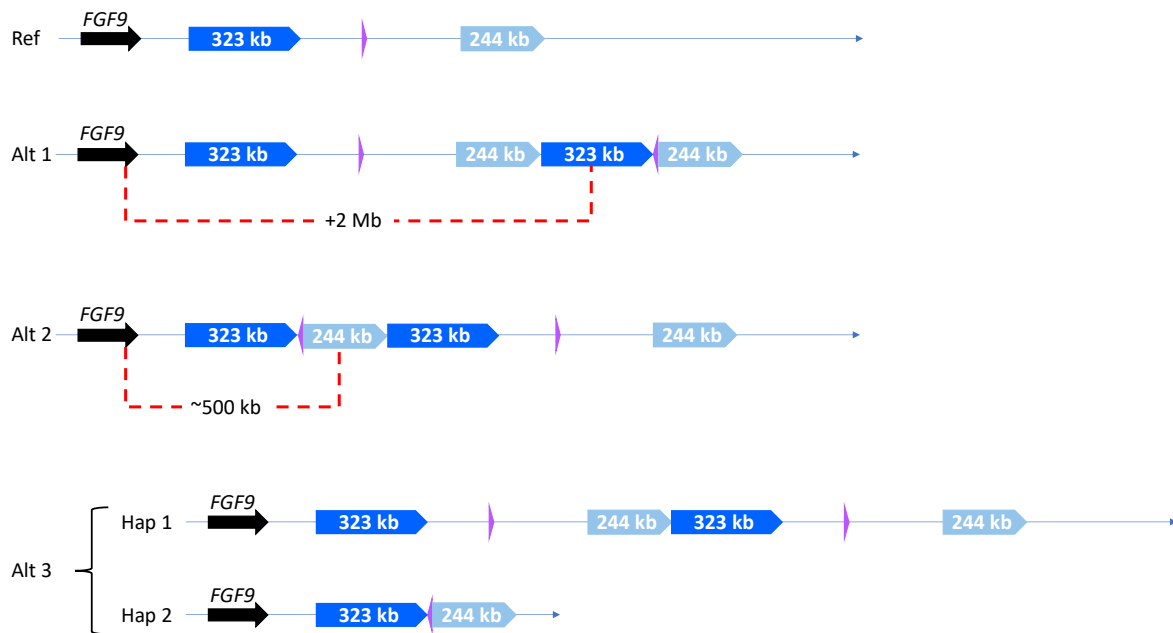 FGF9
Ref 323 kb 244 kb
FGF9
Alt 1 323 kb 244 kb 323 kb 244 kb
+2 Mb
FGF9
Alt 2 323 kb 244 kb 323 kb 244 kb
~500 kb
FGF9
Hap 1 323 kb 244 kb 323 kb 244 kb
Alt 3
FGF9
Hap 2 323 kb 244 kb